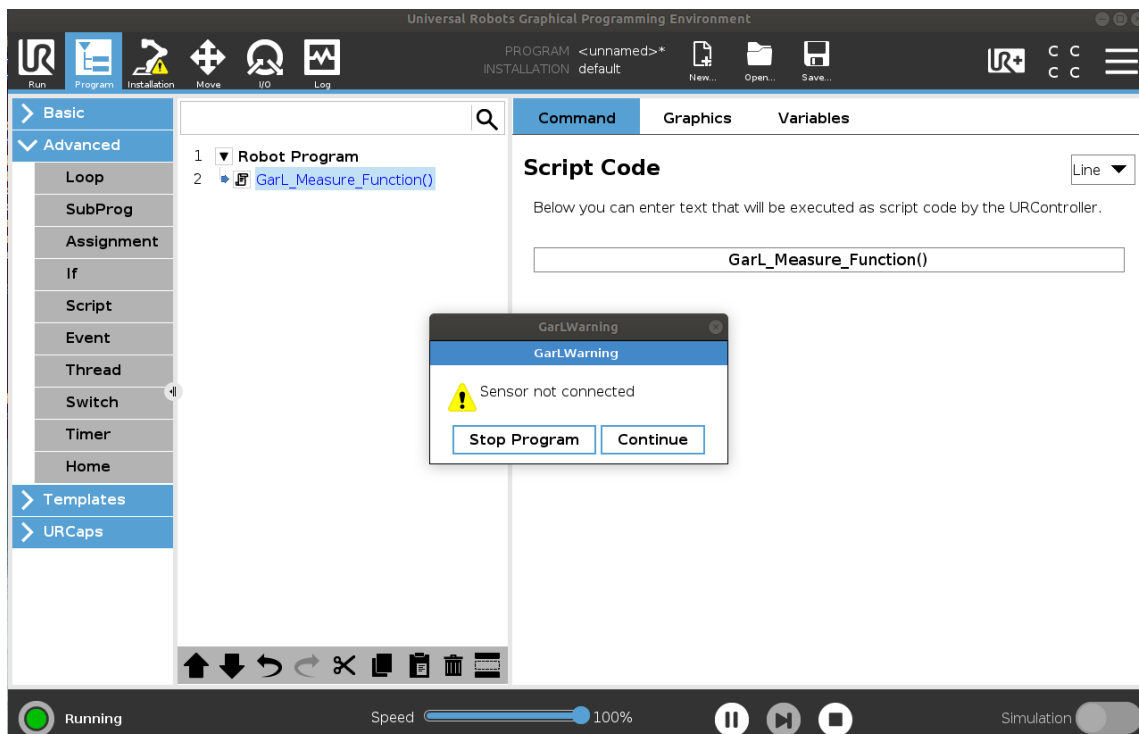 Universal Robots Graphical Programming Environment
UR
Run
Program
Installation
Move
I/O
Log
PROGRAM <unnamed>*
INSTALLATION default
New...
Open...
Save...
UR+
C C
C C
Basic
Advanced
Loop
SubProg
Assignment
If
Script
Event
Thread
Switch
Timer
Home
Templates
URCaps
1 ▼ Robot Program
2 GarL_Measure_Function()
Command Graphics Variables
Script Code
Line
Below you can enter text that will be executed as script code by the URController.
GarL_Measure_Function()
GarLWarning
GarLWarning
Sensor not connected
Stop Program Continue
Running
Speed 100%
Simulation